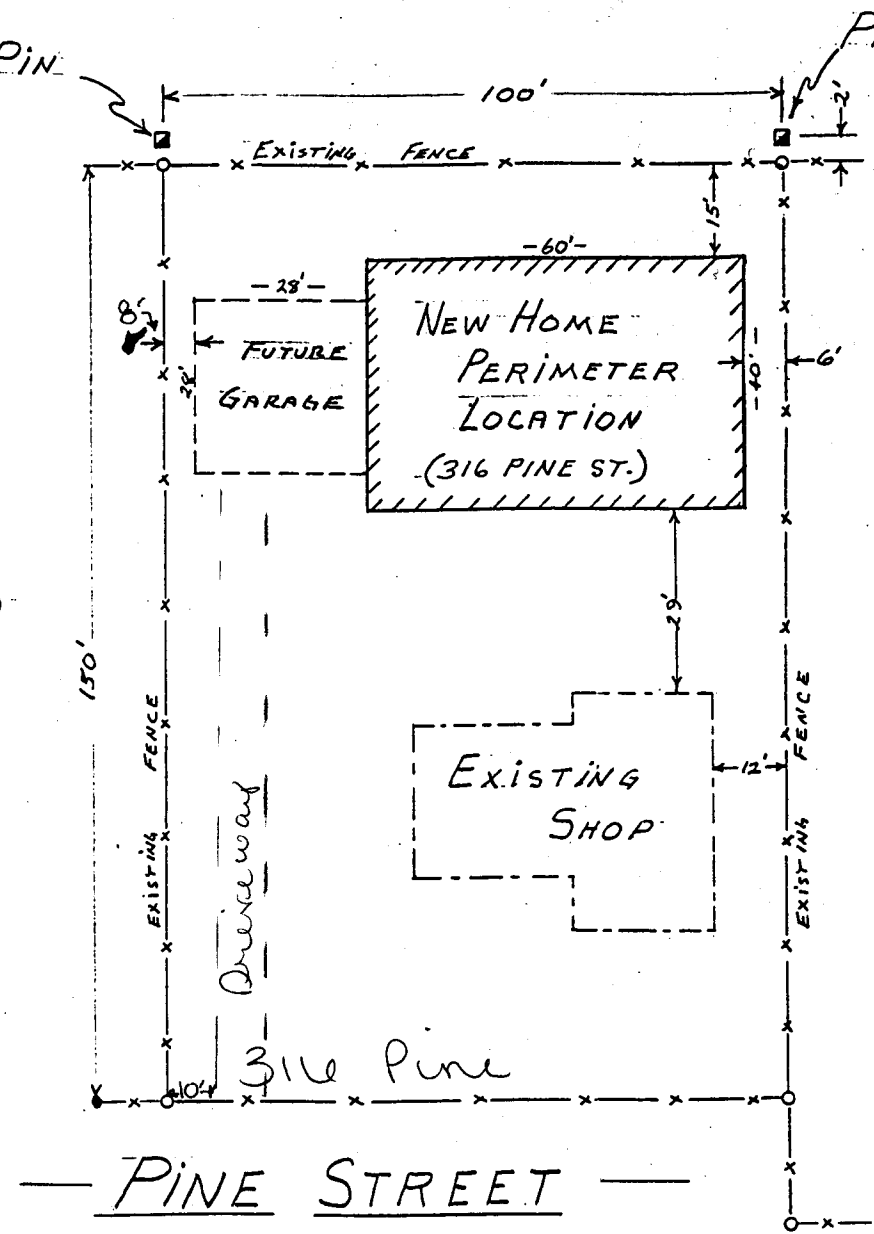 PIN
100'
2'
EXISTING FENCE
15'
-60'-
-28'-
8'
NEW HOME
PERIMETER
LOCATION
(316 PINE ST.)
FUTURE
GARAGE
28'
-40'-
6'
29'
150'
EXISTING FENCE
EXISTING
SHOP
12'
EXISTING FENCE
Driveway
10'
316 Pine
PINE STREET